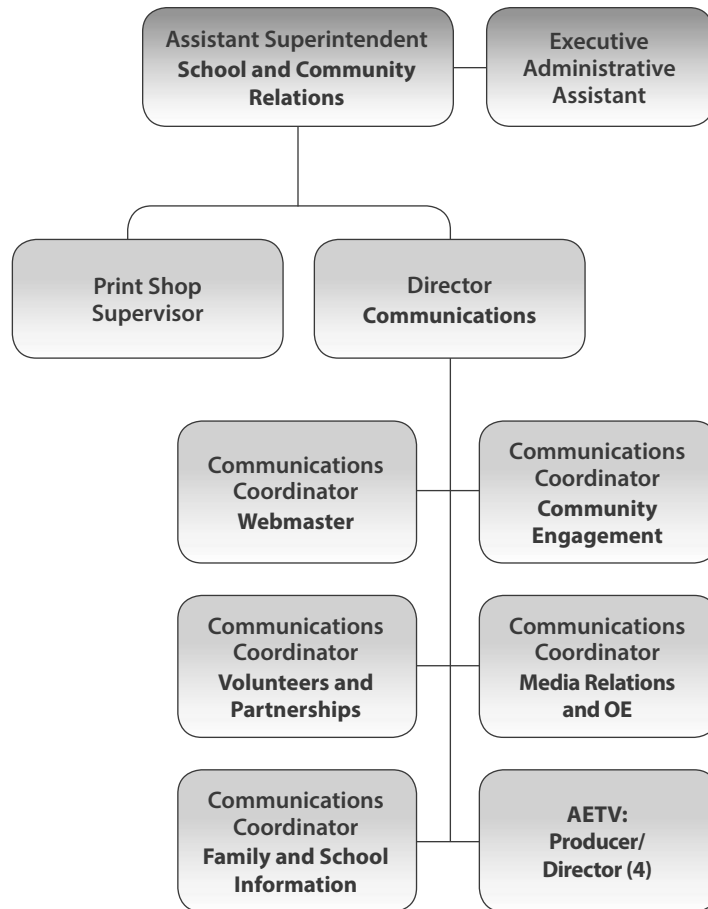 Assistant Superintendent
School and Community
Relations
Executive
Administrative
Assistant
Print Shop
Supervisor
Director
Communications
Communications
Coordinator
Webmaster
Communications
Coordinator
Community
Engagement
Communications
Coordinator
Volunteers and
Partnerships
Communications
Coordinator
Media Relations
and OE
Communications
Coordinator
Family and School
Information
AETV:
Producer/
Director (4)